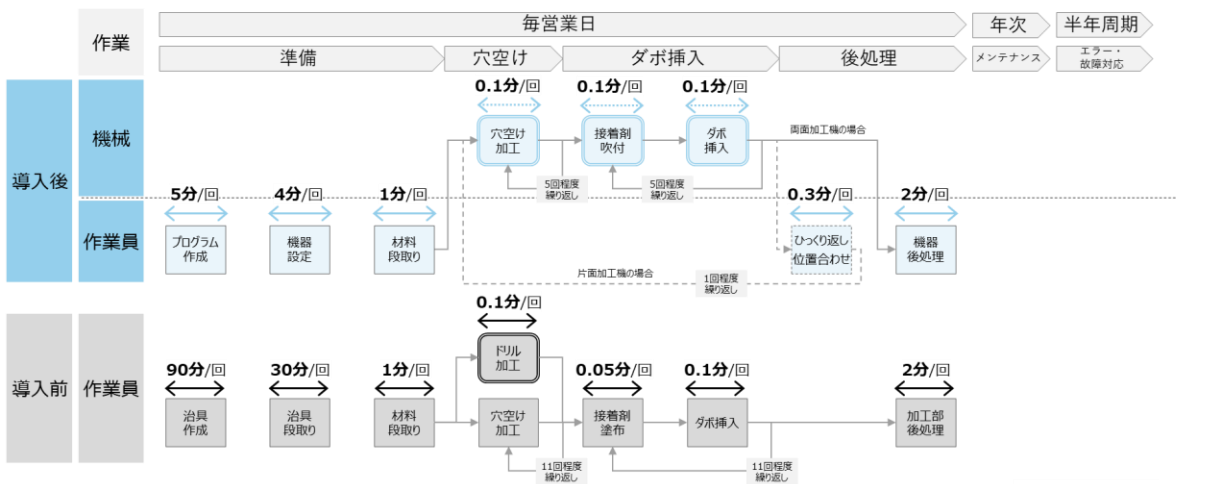 作業
毎営業日
年次
半年周期
準備
穴空け
ダボ挿入
後処理
メンテナンス
エラー・
故障対応
導入後
機械
0.1分/回
0.1分/回
0.1分/回
穴空け
加工
接着剤
吹付
ダボ
挿入
両面加工機の場合
5回程度
繰り返し
5回程度
繰り返し
作業員
5分/回
4分/回
1分/回
0.3分/回
2分/回
プログラム
作成
機器
設定
材料
段取り
ひっくり返し
位置合わせ
機器
後処理
片面加工機の場合
1回程度
繰り返し
導入前
作業員
0.1分/回
ドリル
加工
90分/回
30分/回
1分/回
0.05分/回
0.1分/回
2分/回
治具
作成
治具
段取り
材料
段取り
穴空け
加工
接着剤
塗布
ダボ挿入
加工部
後処理
11回程度
繰り返し
11回程度
繰り返し